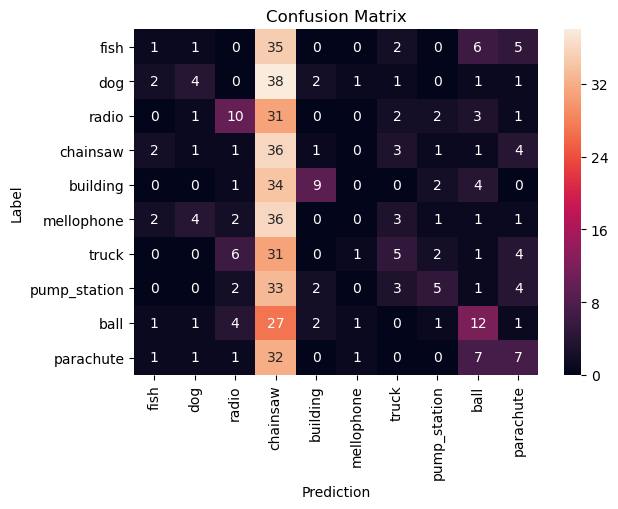 Confusion Matrix
fish 1 1 0 35 0 0 2 0 6 5
dog 2 4 0 38 2 1 1 0 1 1
radio 0 1 10 31 0 0 2 2 3 1
chainsaw 2 1 1 36 1 0 3 1 1 4
building 0 0 1 34 9 0 0 2 4 0
mellophone 2 4 2 36 0 0 3 1 1 1
truck 0 0 6 31 0 1 5 2 1 4
pump_station 0 0 2 33 2 0 3 5 1 4
ball 1 1 4 27 2 1 0 1 12 1
parachute 1 1 1 32 0 1 0 0 7 7
fish dog radio chainsaw building mellophone truck pump_station ball parachute
Prediction
Label
32
24
16
8
0